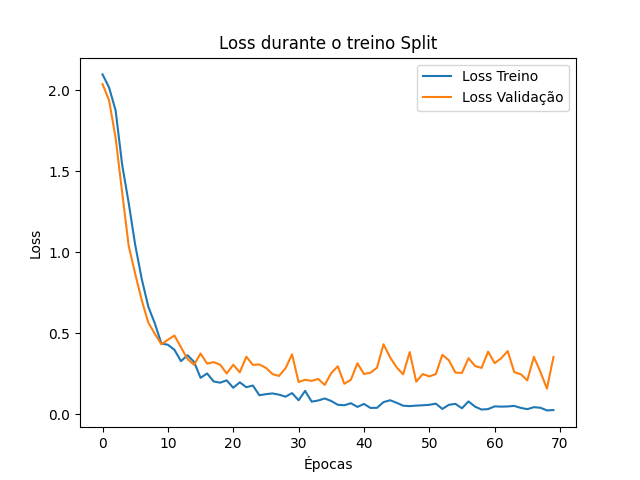 Loss durante o treino Split
Loss Treino
Loss Validação
2.0
1.5
1.0
0.5
0.0
Loss
0 10 20 30 40 50 60 70
Épocas